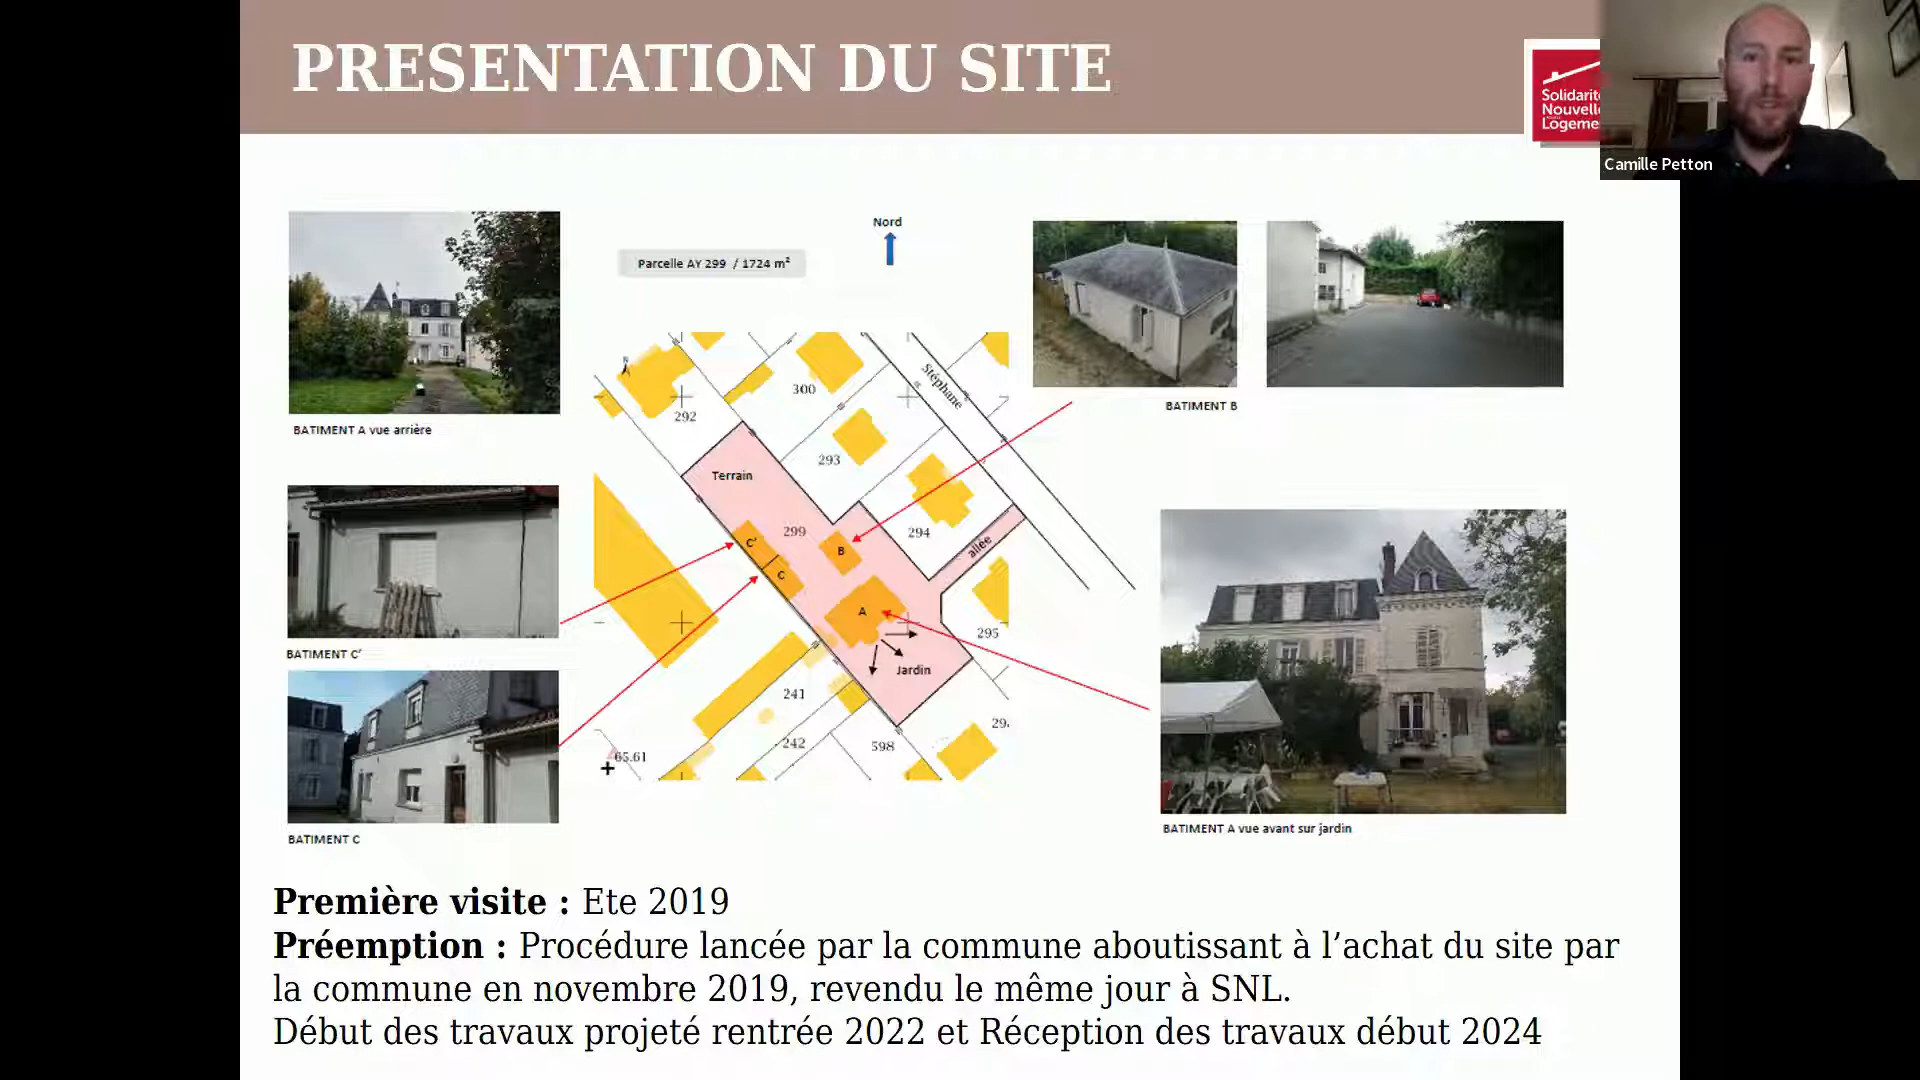 PRESENTATION DU SITE
Solidarité
Nouvelle
Logeme
Camille Petton
Nord
Parcelle AY 299 / 1724 m²
BATIMENT A vue arrière
BATIMENT B
Stéphane
300
292
293
Terrain
299
294
C'
B
allée
C
A
295
Jardin
BATIMENT C'
241
242
598
29
65.61
BATIMENT C
BATIMENT A vue avant sur jardin
Première visite : Ete 2019
Préemption : Procédure lancée par la commune aboutissant à l’achat du site par
la commune en novembre 2019, revendu le même jour à SNL.
Début des travaux projeté rentrée 2022 et Réception des travaux début 2024